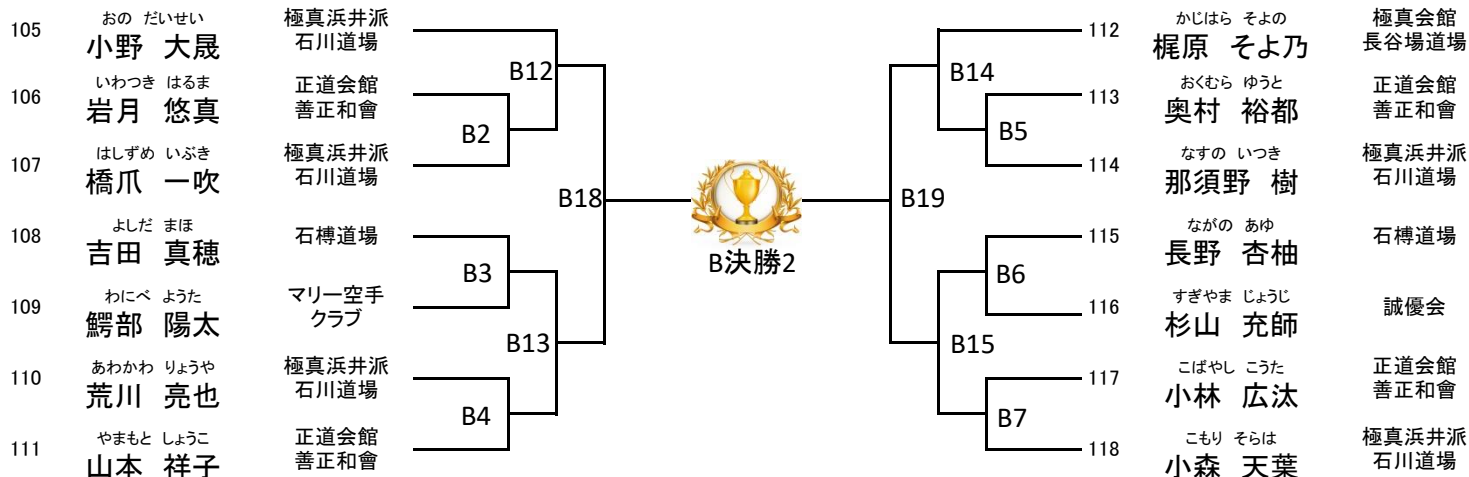 105
おの だいせい
小野 大晟
極真浜井派
石川道場
106
いわつき はるま
岩月 悠真
正道会館
善正和會
107
はしずめ いぶき
橋爪 一吹
極真浜井派
石川道場
108
よしだ まほ
吉田 真穂
石榑道場
109
わにべ ようた
鰐部 陽太
マリー空手
クラブ
110
あわかわ りょうや
荒川 亮也
極真浜井派
石川道場
111
やまもと しょうこ
山本 祥子
正道会館
善正和會
B12
B2
B18
B3
B13
B4
B決勝2
B14
B5
B19
B6
B15
B7
112
かじはら そよの
梶原 そよ乃
極真会館
長谷場道場
113
おくむら ゆうと
奥村 裕都
正道会館
善正和會
114
なすの いつき
那須野 樹
極真浜井派
石川道場
115
ながの あゆ
長野 杏柚
石榑道場
116
すぎやま じょうじ
杉山 充師
誠優会
117
こばやし こうた
小林 広汰
正道会館
善正和會
118
こもり そらは
小森 天葉
極真浜井派
石川道場